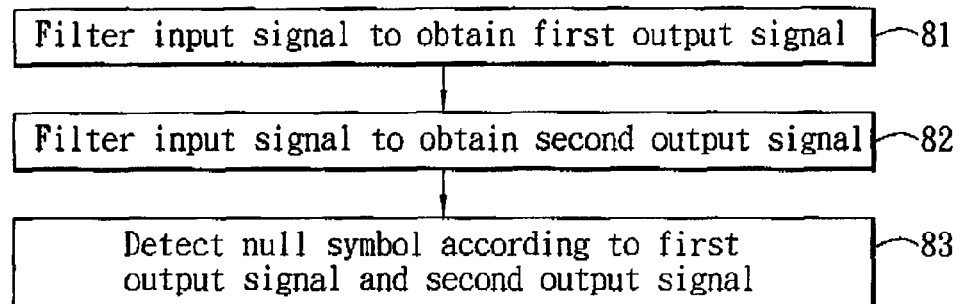 Filter input signal to obtain first output signal 81
Filter input signal to obtain second output signal 82
Detect null symbol according to first 83
output signal and second output signal